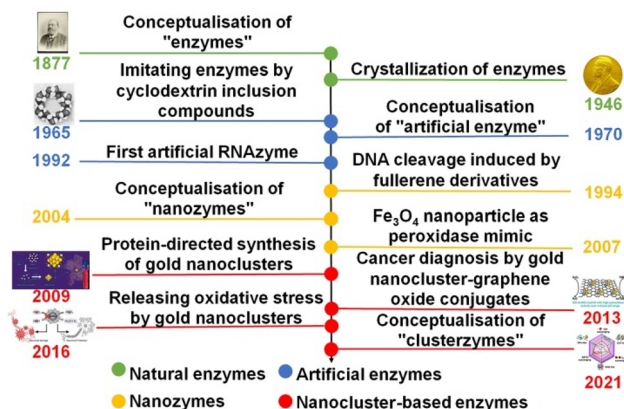 Conceptualisation of
"enzymes"
1877
Crystallization of enzymes
1946
Imitating enzymes by
cyclodextrin inclusion
compounds
1965
Conceptualisation
of "artificial enzyme"
1970
First artificial RNAzyme
1992
DNA cleavage induced by
fullerene derivatives
1994
Conceptualisation of
"nanozymes"
2004
Fe₃O₄ nanoparticle as
peroxidase mimic
2007
Protein-directed synthesis
of gold nanoclusters
2009
Cancer diagnosis by gold
nanocluster-graphene
oxide conjugates
2013
Releasing oxidative stress
by gold nanoclusters
2016
Conceptualisation of
"clusterzymes"
2021
Natural enzymes
Artificial enzymes
Nanozymes
Nanocluster-based enzymes